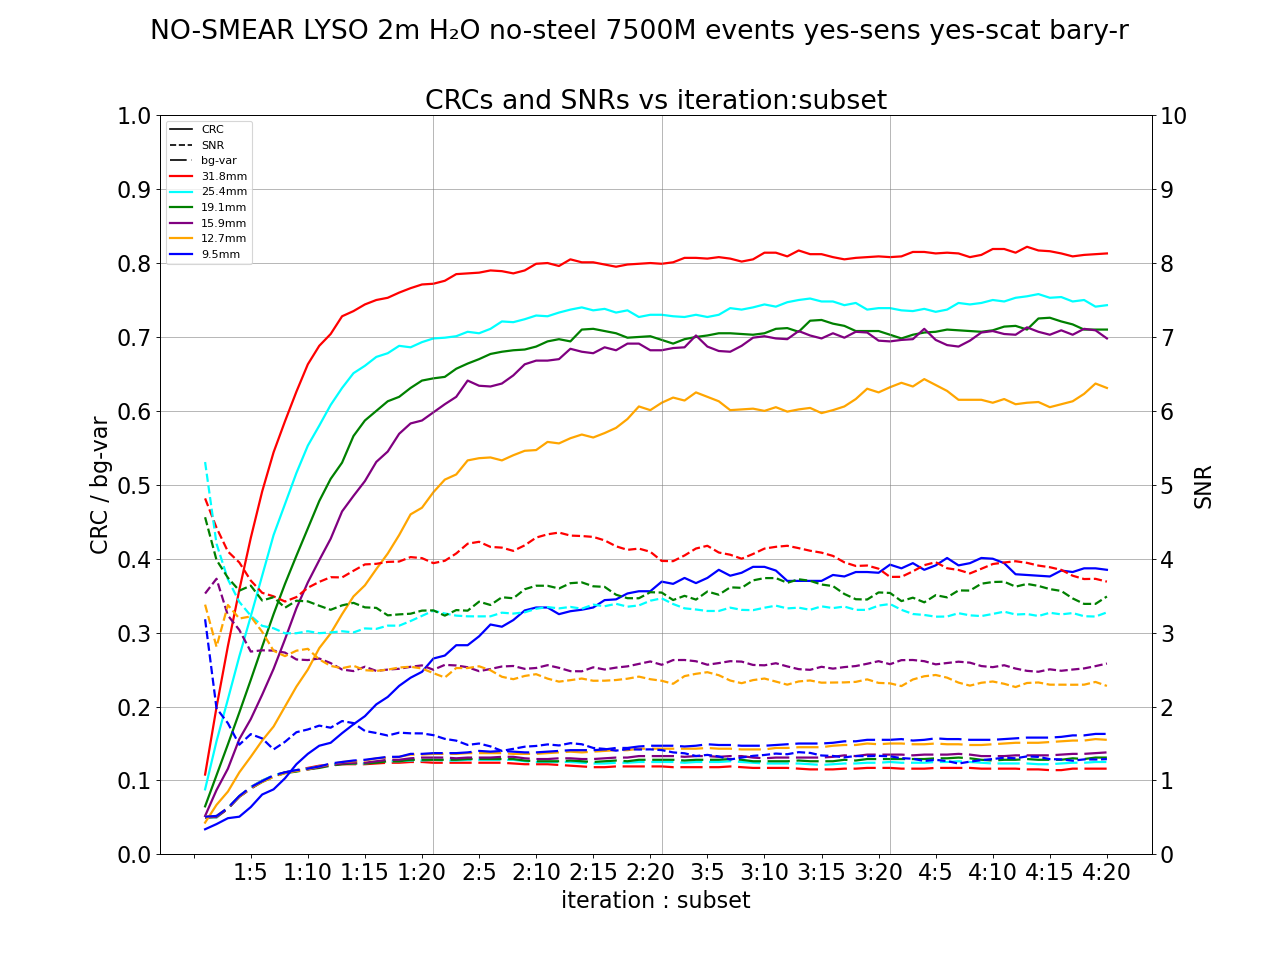 NO-SMEAR LYSO 2m H₂O no-steel 7500M events yes-sens yes-scat bary-r
CRCs and SNRs vs iteration:subset
CRC
SNR
bg-var
31.8mm
25.4mm
19.1mm
15.9mm
12.7mm
9.5mm
1.0
0.9
0.8
0.7
0.6
0.5
0.4
0.3
0.2
0.1
0.0
CRC / bg-var
10
9
8
7
6
5
4
3
2
1
0
SNR
1:5 1:10 1:15 1:20 2:5 2:10 2:15 2:20 3:5 3:10 3:15 3:20 4:5 4:10 4:15 4:20
iteration : subset